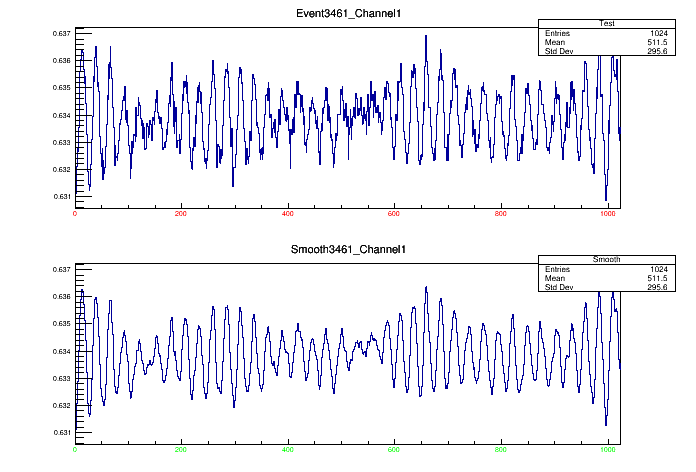 Event3461_Channel1
Test
Entries 1024
Mean 511.5
Std Dev 295.6
0.637
0.636
0.635
0.634
0.633
0.632
0.631
0 200 400 600 800 1000
Smooth3461_Channel1
Smooth
Entries 1024
Mean 511.5
Std Dev 295.6
0.637
0.636
0.635
0.634
0.633
0.632
0.631
0 200 400 600 800 1000